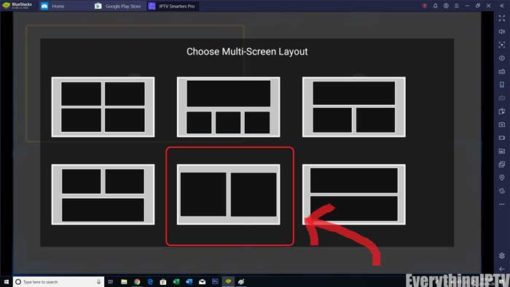 BlueStacks
Home
Google Play Store
IPTV Smarters Pro
Choose Multi-Screen Layout
Type here to search
EverythingIPTV